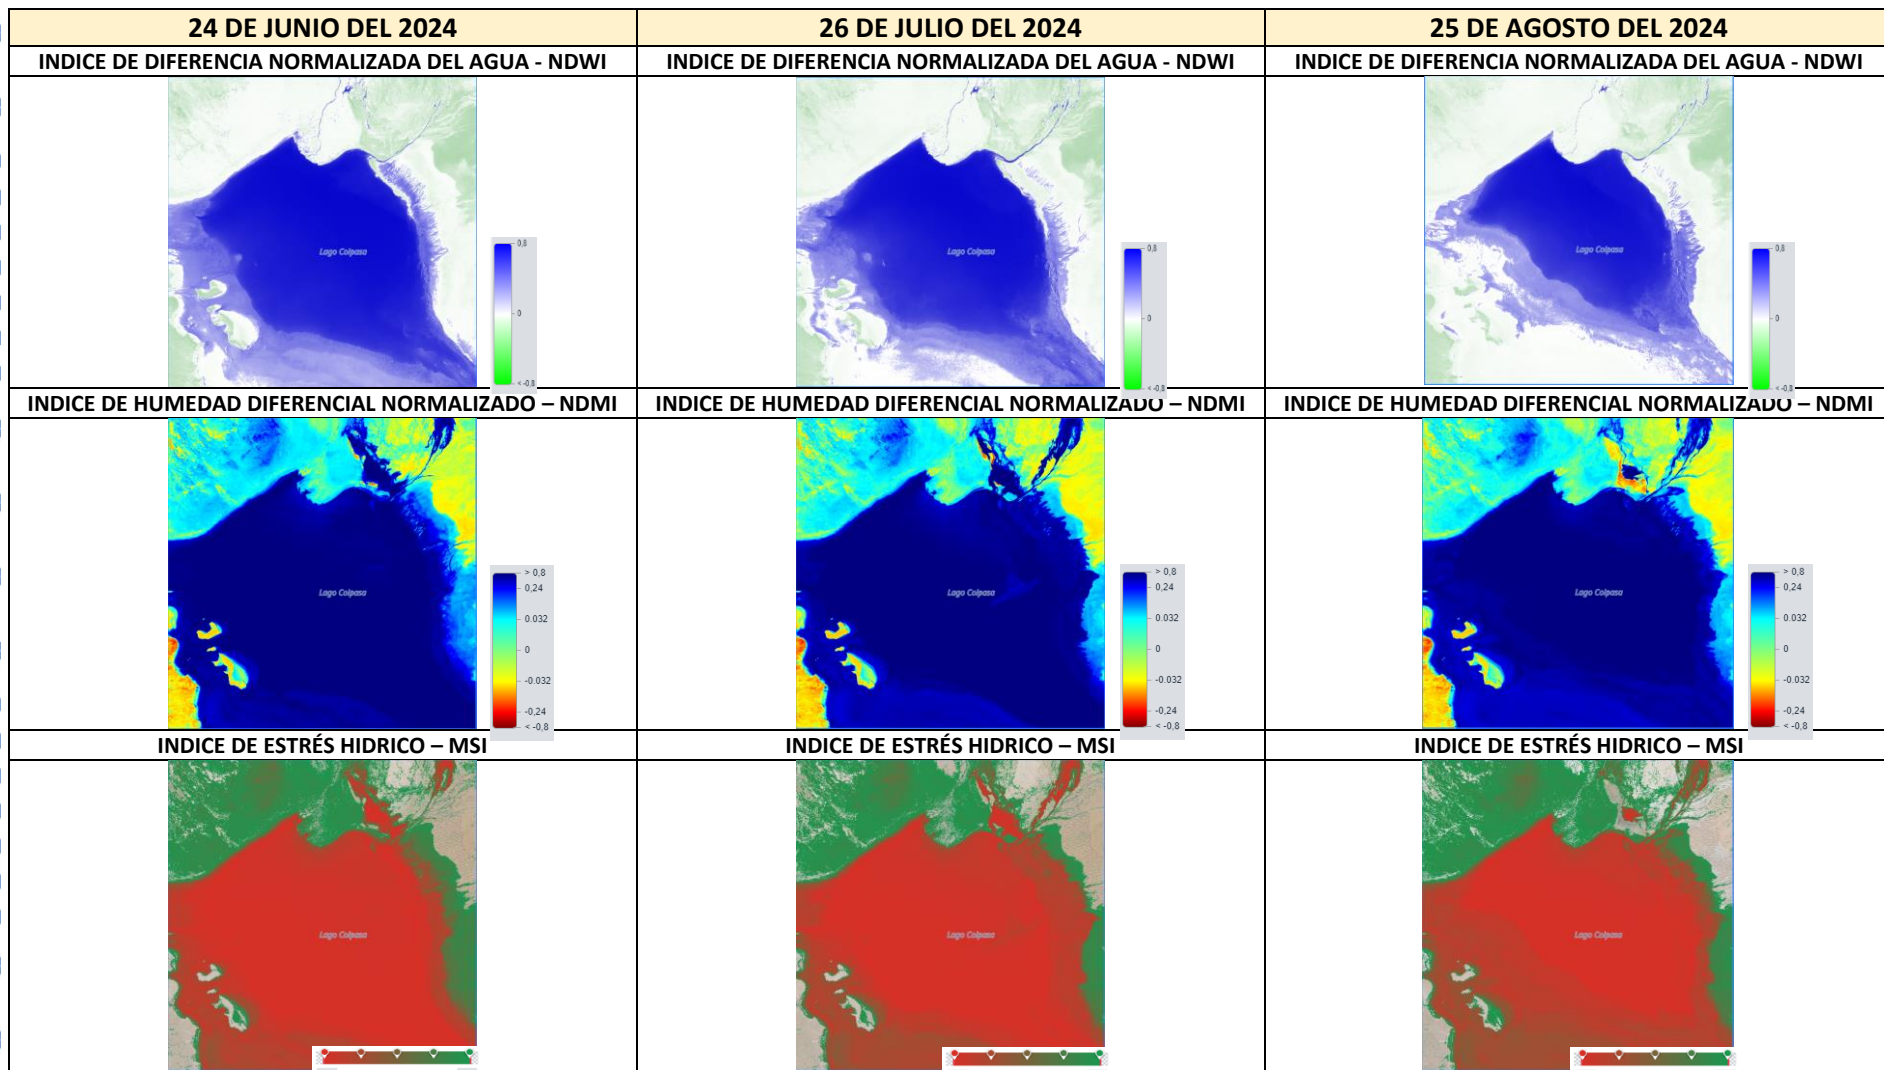 24 DE JUNIO DEL 2024
26 DE JULIO DEL 2024
25 DE AGOSTO DEL 2024
INDICE DE DIFERENCIA NORMALIZADA DEL AGUA - NDWI
INDICE DE DIFERENCIA NORMALIZADA DEL AGUA - NDWI
INDICE DE DIFERENCIA NORMALIZADA DEL AGUA - NDWI
Lago Coipasa
0,8
0
< -0.8
Lago Coipasa
0,8
0
< -0.8
Lago Coipasa
0,8
0
< -0.8
INDICE DE HUMEDAD DIFERENCIAL NORMALIZADO – NDMI
INDICE DE HUMEDAD DIFERENCIAL NORMALIZADO – NDMI
INDICE DE HUMEDAD DIFERENCIAL NORMALIZADO – NDMI
Lago Coipasa
> 0,8
0,24
0.032
0
-0.032
-0,24
< -0,8
Lago Coipasa
> 0,8
0,24
0.032
0
-0.032
-0,24
< -0,8
Lago Coipasa
> 0,8
0,24
0.032
0
-0.032
-0,24
< -0,8
INDICE DE ESTRÉS HIDRICO – MSI
INDICE DE ESTRÉS HIDRICO – MSI
INDICE DE ESTRÉS HIDRICO – MSI
Lago Coipasa
Lago Coipasa
Lago Coipasa